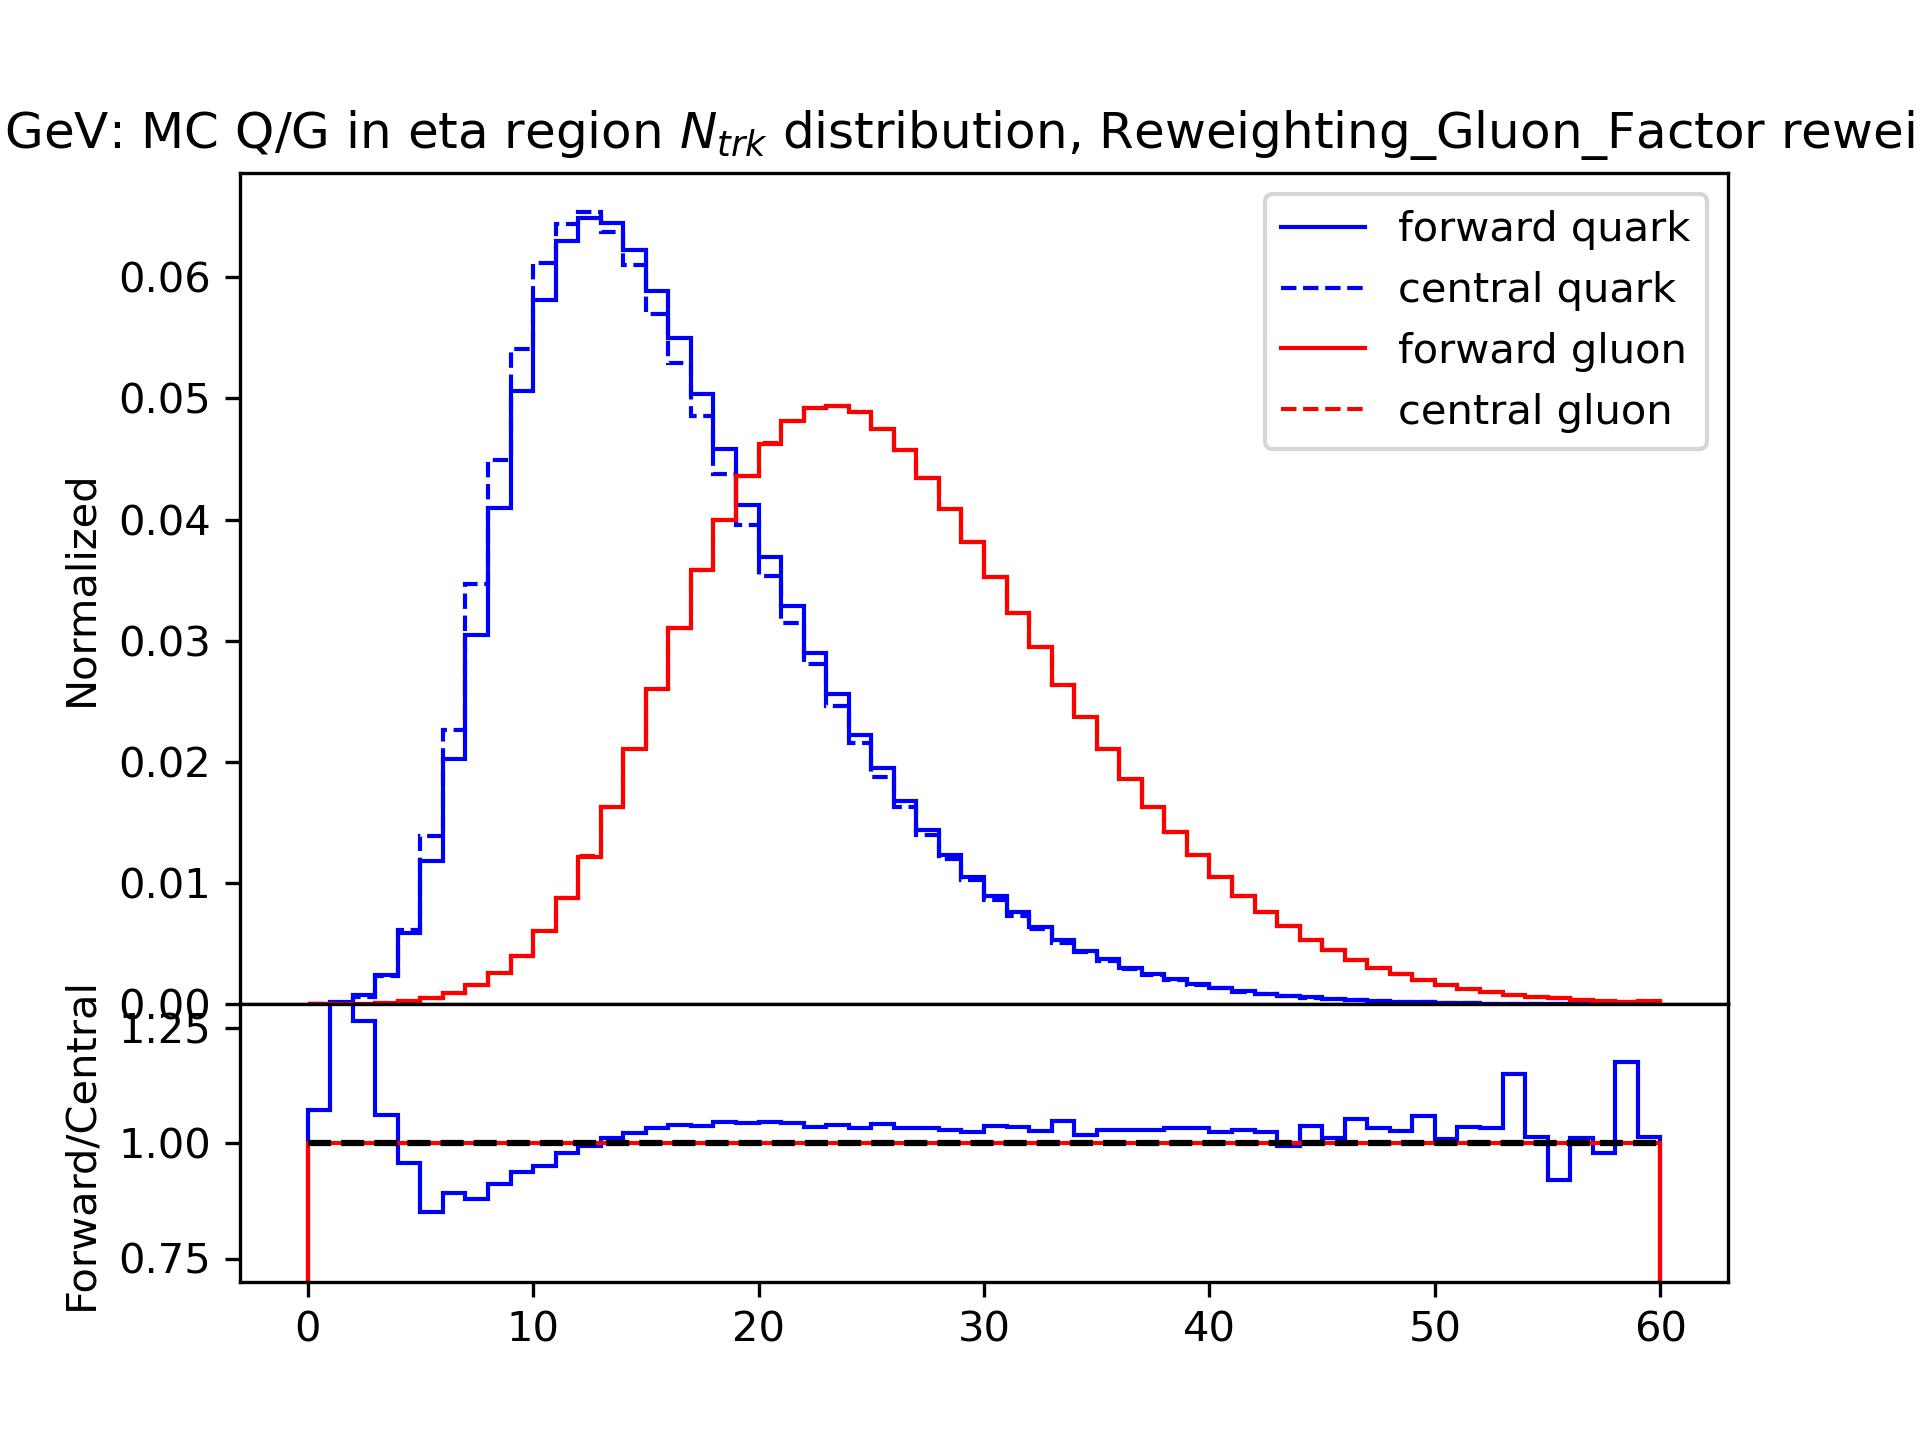 GeV: MC Q/G in eta region N_trk distribution, Reweighting_Gluon_Factor rewei
forward quark
central quark
forward gluon
central gluon
Normalized
0.06
0.05
0.04
0.03
0.02
0.01
0.00
Forward/Central
1.25
1.00
0.75
0 10 20 30 40 50 60